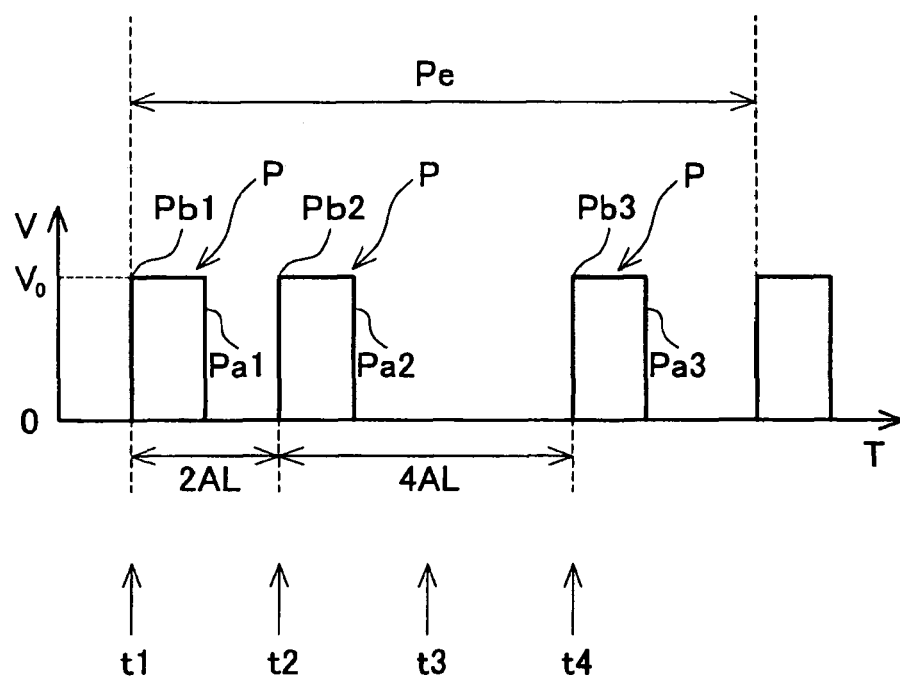 Pe
P P P
Pb1 Pb2 Pb3
V
V₀
Pa1 Pa2 Pa3
0
T
2AL 4AL
t1 t2 t3 t4